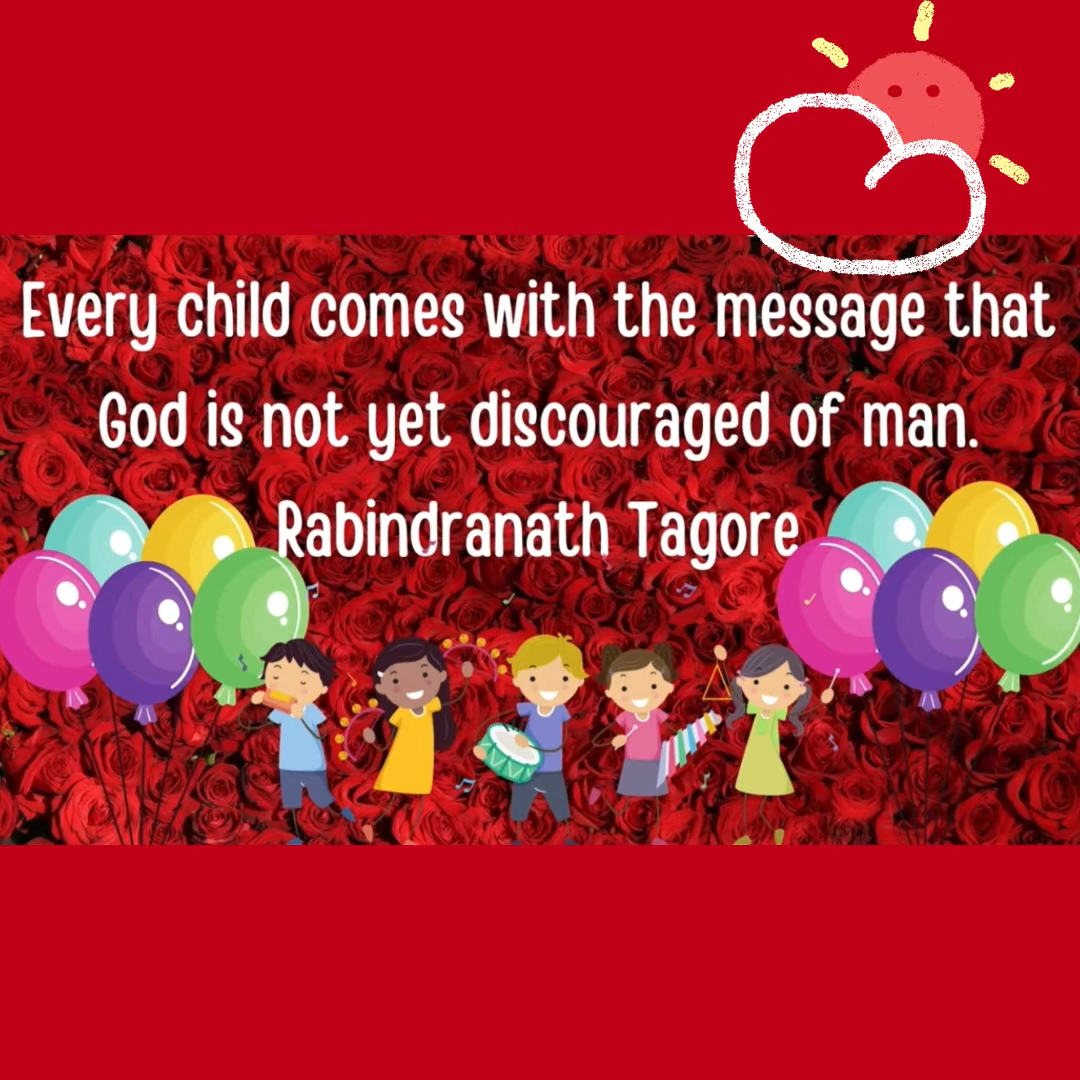 Every child comes with the message that
God is not yet discouraged of man.
Rabindranath Tagore